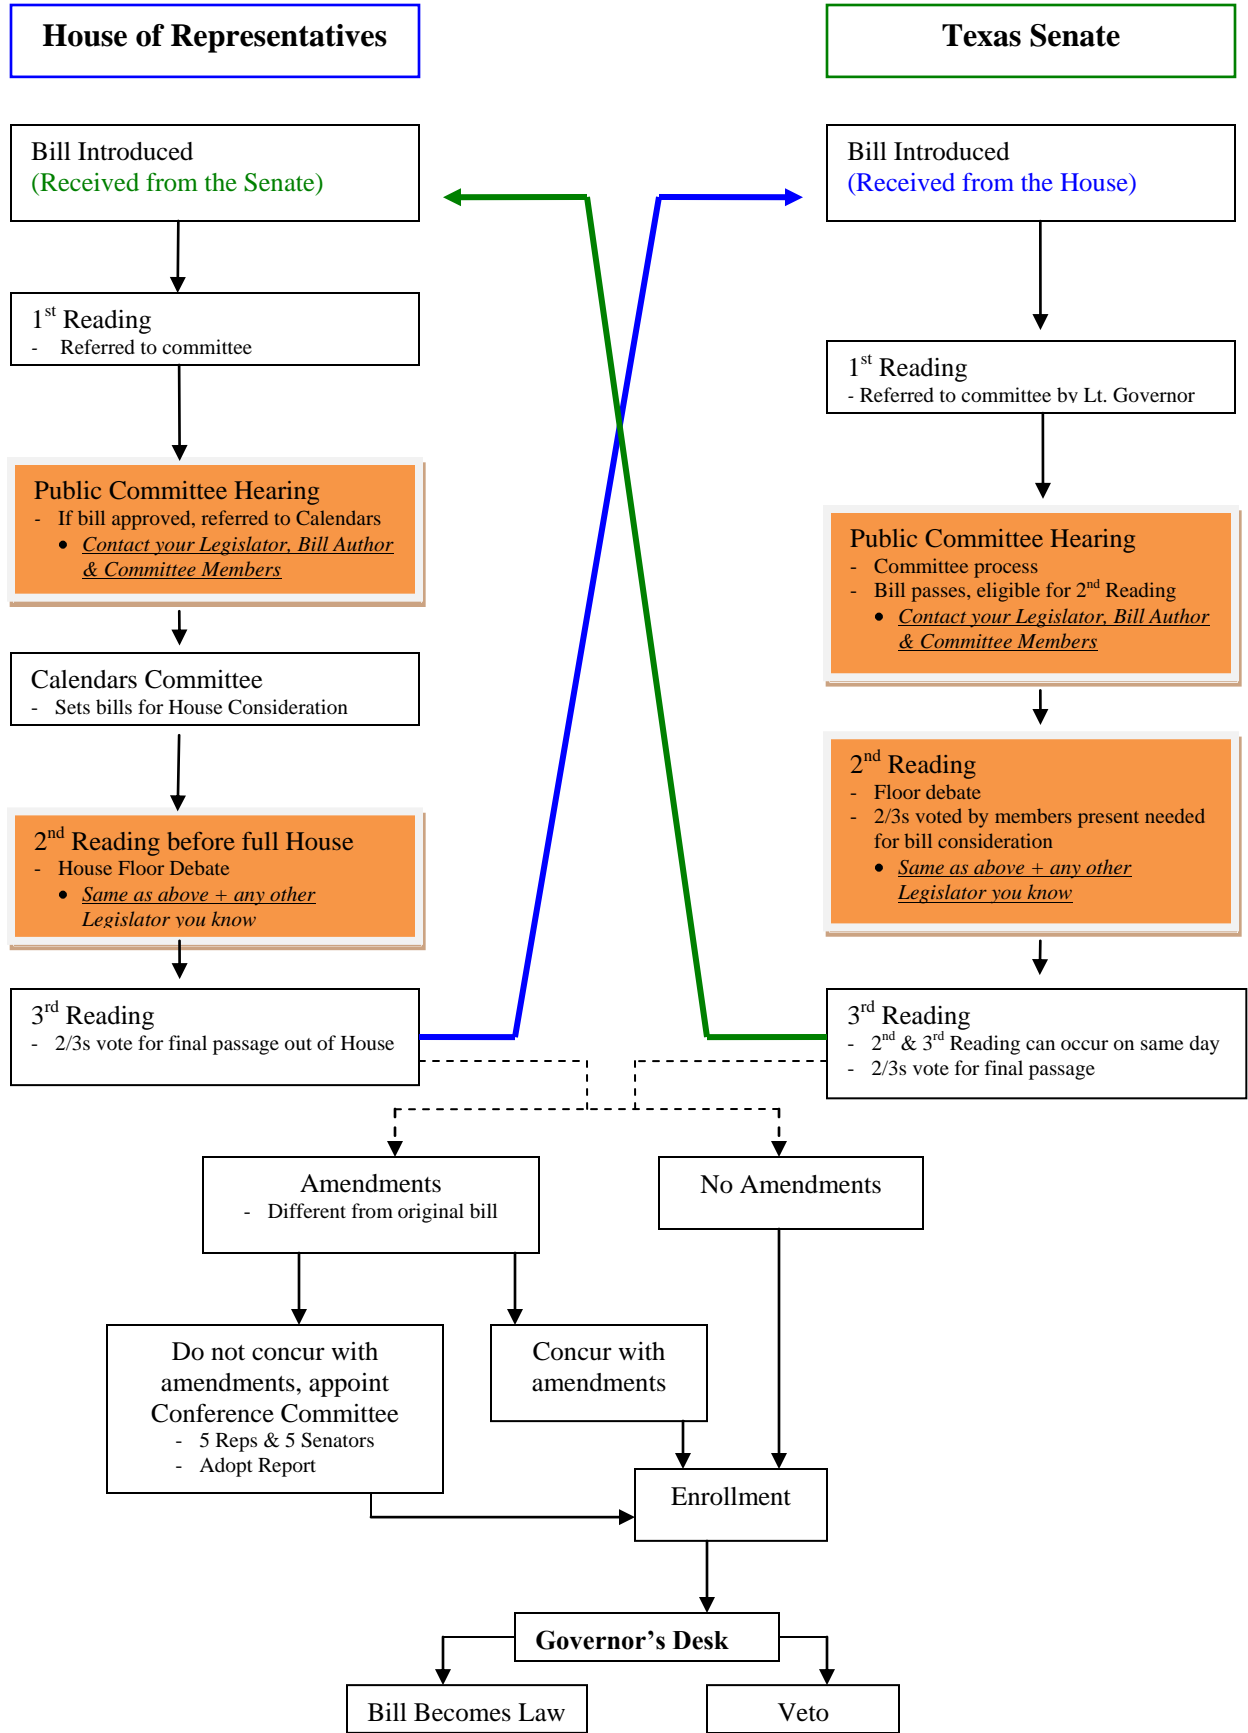 House of Representatives
Bill Introduced
(Received from the Senate)
1st Reading
- Referred to committee
Public Committee Hearing
- If bill approved, referred to Calendars
• Contact your Legislator, Bill Author
& Committee Members
Calendars Committee
- Sets bills for House Consideration
2nd Reading before full House
- House Floor Debate
• Same as above + any other
Legislator you know
3rd Reading
- 2/3s vote for final passage out of House
Texas Senate
Bill Introduced
(Received from the House)
1st Reading
- Referred to committee by Lt. Governor
Public Committee Hearing
- Committee process
- Bill passes, eligible for 2nd Reading
• Contact your Legislator, Bill Author
& Committee Members
2nd Reading
- Floor debate
- 2/3s voted by members present needed
for bill consideration
• Same as above + any other
Legislator you know
3rd Reading
- 2nd & 3rd Reading can occur on same day
- 2/3s vote for final passage
Amendments
- Different from original bill
No Amendments
Do not concur with
amendments, appoint
Conference Committee
- 5 Reps & 5 Senators
- Adopt Report
Concur with
amendments
Enrollment
Governor’s Desk
Bill Becomes Law
Veto